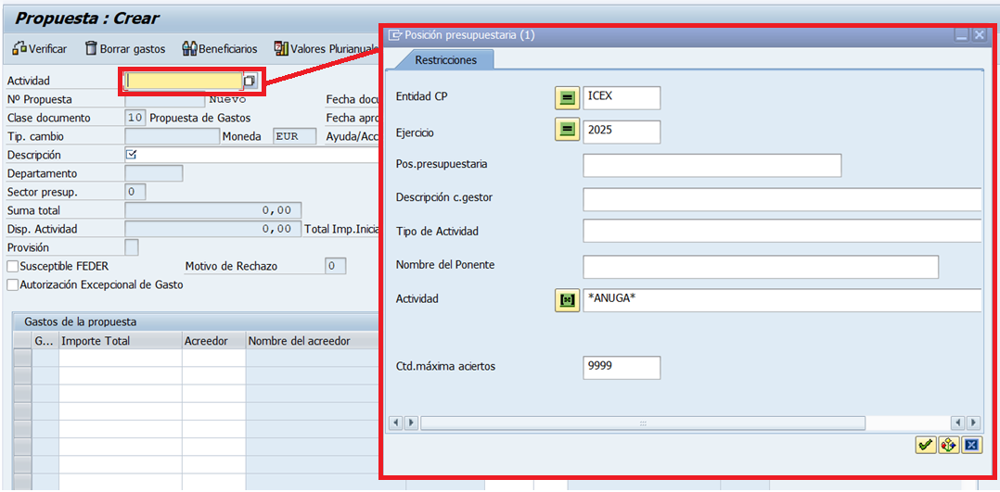 Propuesta : Crear
Verificar Borrar gastos Beneficiarios Valores Plurianuale
Actividad
Nº Propuesta Nuevo Fecha docu
Clase documento 10 Propuesta de Gastos Fecha apro
Tip. cambio Moneda EUR Ayuda/Acc
Descripción
Departamento
Sector presup. 0
Suma total 0,00
Disp. Actividad 0,00 Total Imp.Inicia
Provisión
Susceptible FEDER Motivo de Rechazo 0
Autorización Excepcional de Gasto
Gastos de la propuesta
G... Importe Total Acreedor Nombre del acreedor
Posición presupuestaria (1)
Restricciones
Entidad CP ICEX
Ejercicio 2025
Pos.presupuestaria
Descripción c.gestor
Tipo de Actividad
Nombre del Ponente
Actividad *ANUGA*
Ctd.máxima aciertos 9999